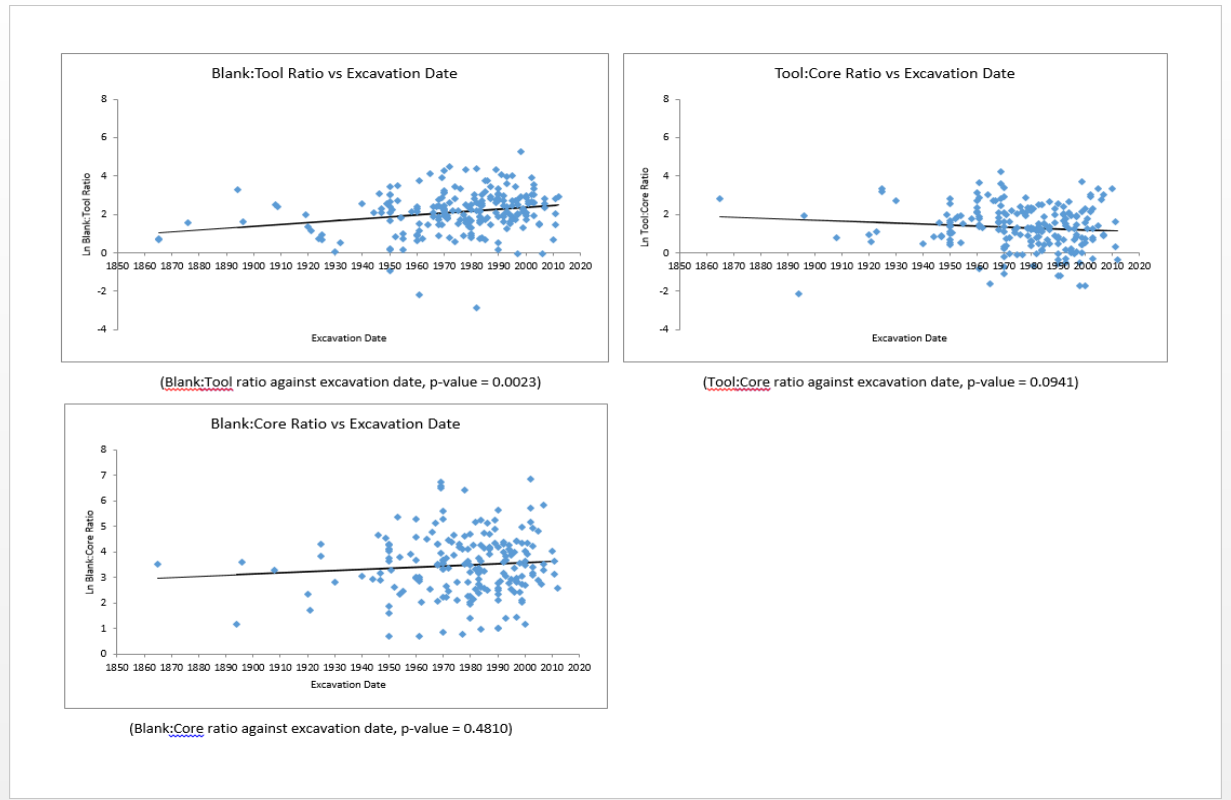 Blank:Tool Ratio vs Excavation Date
8
6
4
2
0
-2
-4
Ln Blank:Tool Ratio
1850 1860 1870 1880 1890 1900 1910 1920 1930 1940 1950 1960 1970 1980 1990 2000 2010 2020
Excavation Date
(Blank:Tool ratio against excavation date, p-value = 0.0023)
Tool:Core Ratio vs Excavation Date
8
6
4
2
0
-2
-4
Ln Tool:Core Ratio
1850 1860 1870 1880 1890 1900 1910 1920 1930 1940 1950 1960 1970 1980 1990 2000 2010 2020
Excavation Date
(Tool:Core ratio against excavation date, p-value = 0.0941)
Blank:Core Ratio vs Excavation Date
8
7
6
5
4
3
2
1
0
Ln Blank:Core Ratio
1850 1860 1870 1880 1890 1900 1910 1920 1930 1940 1950 1960 1970 1980 1990 2000 2010 2020
Excavation Date
(Blank:Core ratio against excavation date, p-value = 0.4810)